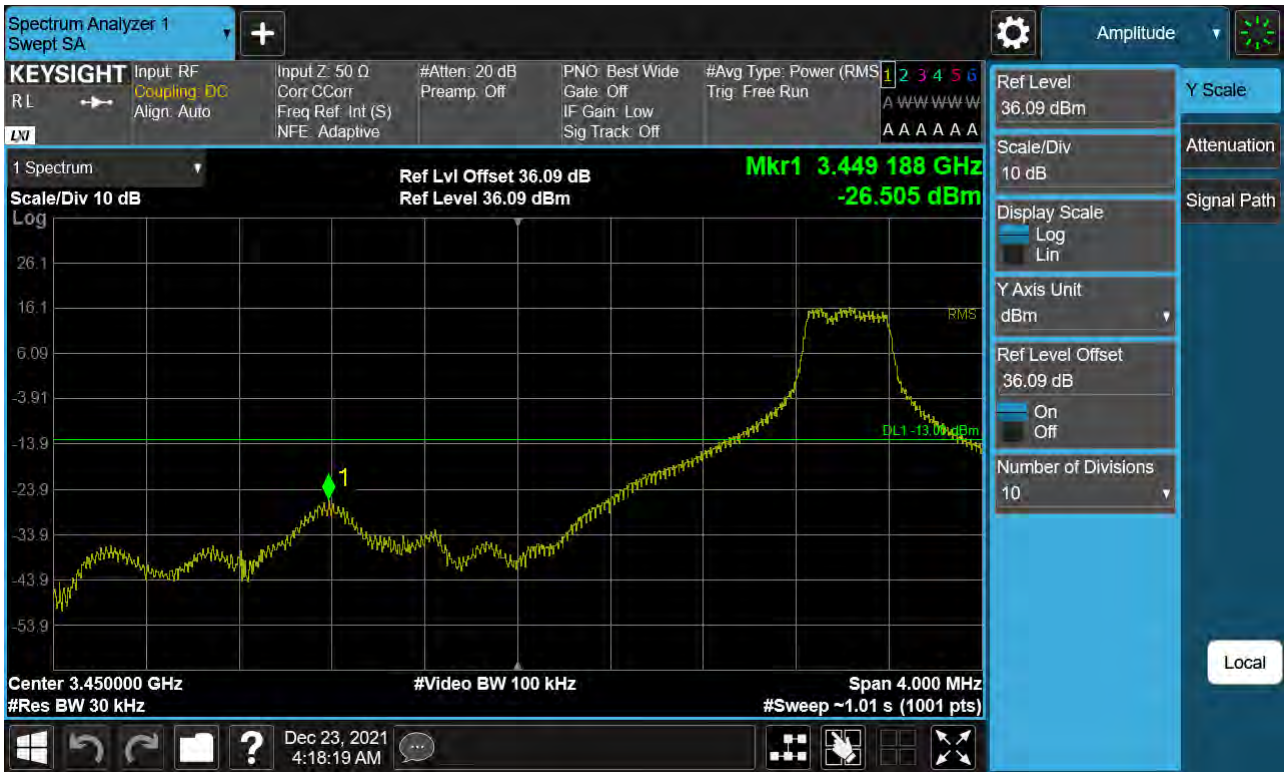 Spectrum Analyzer 1
Swept SA
Amplitude
KEYSIGHT
RL
LXI
Input: RF
Coupling: DC
Align: Auto
Input Z: 50 Ω
Corr CCorr
Freq Ref: Int (S)
NFE: Adaptive
#Atten: 20 dB
Preamp: Off
PNO: Best Wide
Gate: Off
IF Gain: Low
Sig Track: Off
#Avg Type: Power (RMS
Trig: Free Run
1 2 3 4 5 6
A W W W W W
A A A A A A
1 Spectrum
Scale/Div 10 dB
Ref Lvl Offset 36.09 dB
Ref Level 36.09 dBm
Mkr1 3.449 188 GHz
-26.505 dBm
Log
26.1
16.1
6.09
-3.91
-13.9
-23.9
-33.9
-43.9
-53.9
RMS
DL1 -13.00 dBm
1
Center 3.450000 GHz
#Res BW 30 kHz
#Video BW 100 kHz
Span 4.000 MHz
#Sweep ~1.01 s (1001 pts)
Ref Level
36.09 dBm
Scale/Div
10 dB
Display Scale
Log
Lin
Y Axis Unit
dBm
Ref Level Offset
36.09 dB
On
Off
Number of Divisions
10
Y Scale
Attenuation
Signal Path
Local
Dec 23, 2021
4:18:19 AM